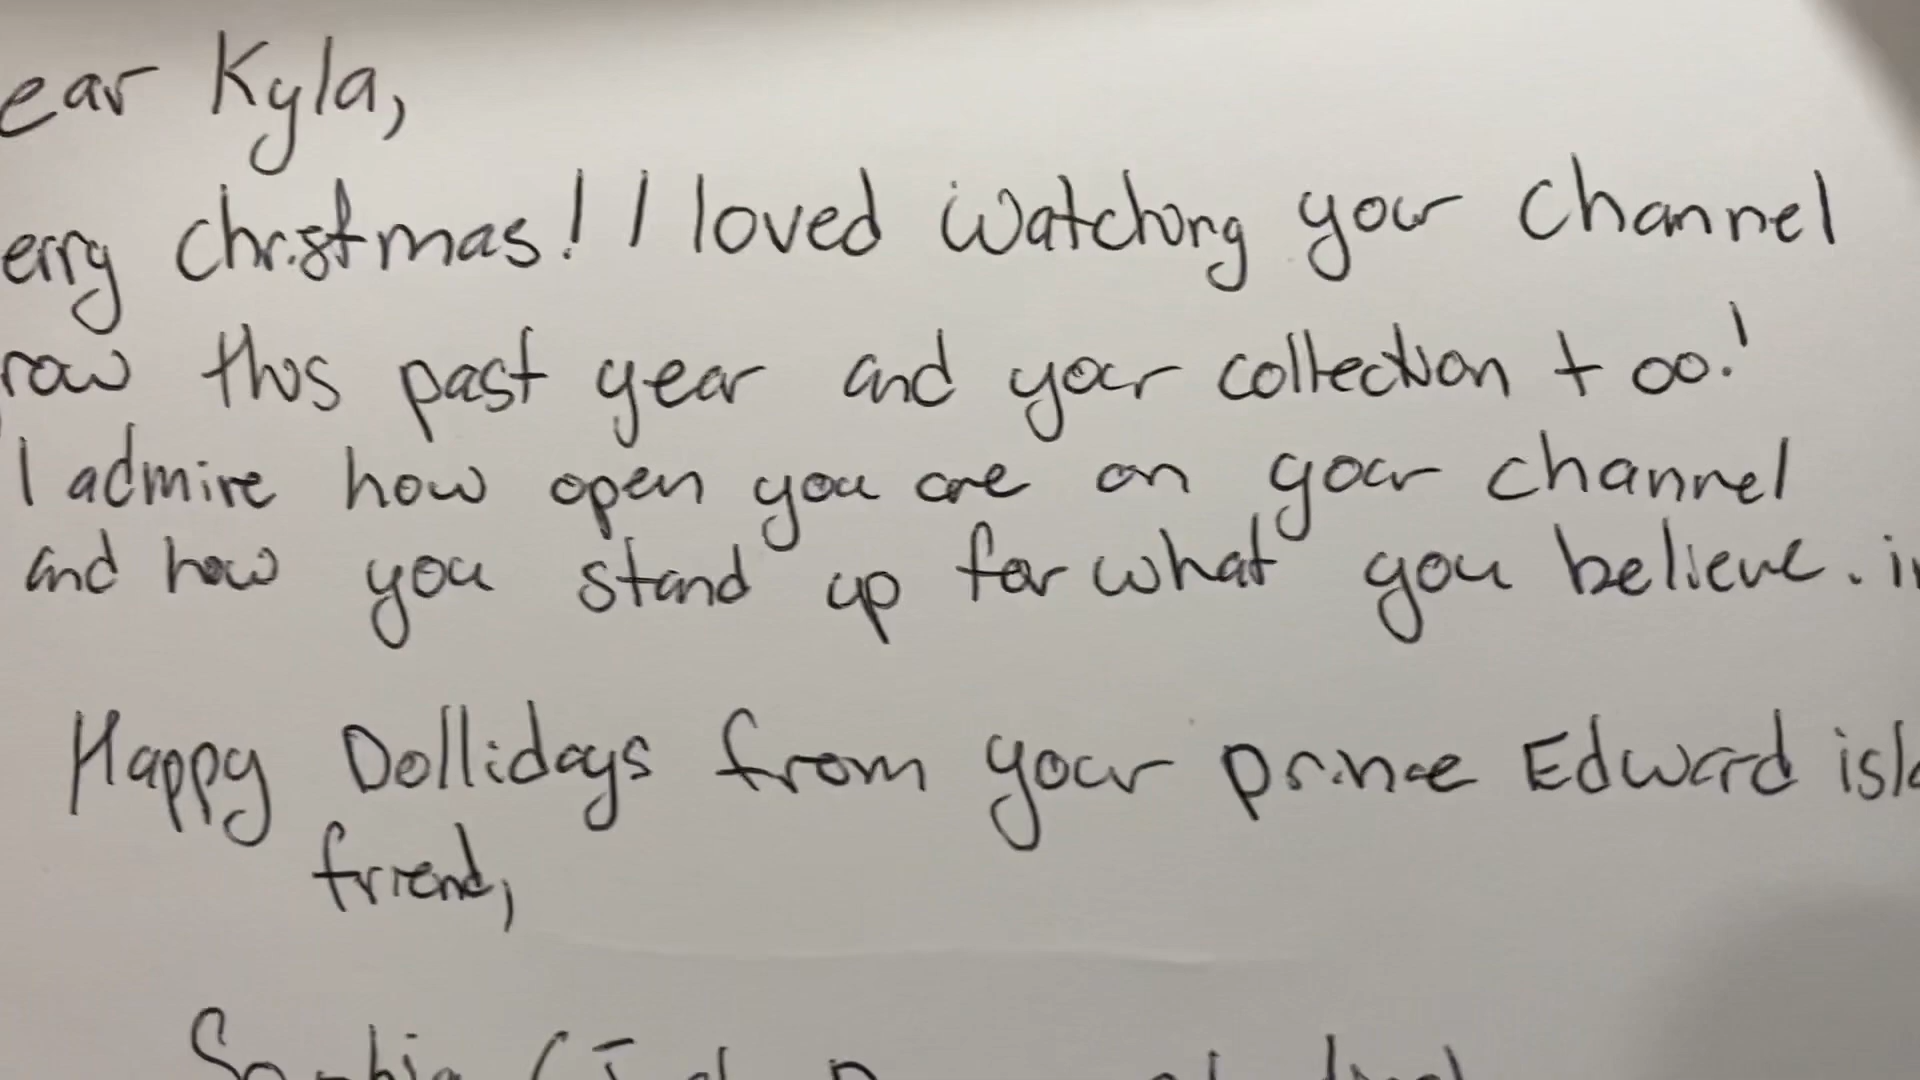 ear Kyla,
erry christmas! I loved watching your channel
row this past year and your collection too!
I admire how open you are on your channel
and how you stand up for what you believe. in
Happy Dollidays from your prince Edward isla
friend,